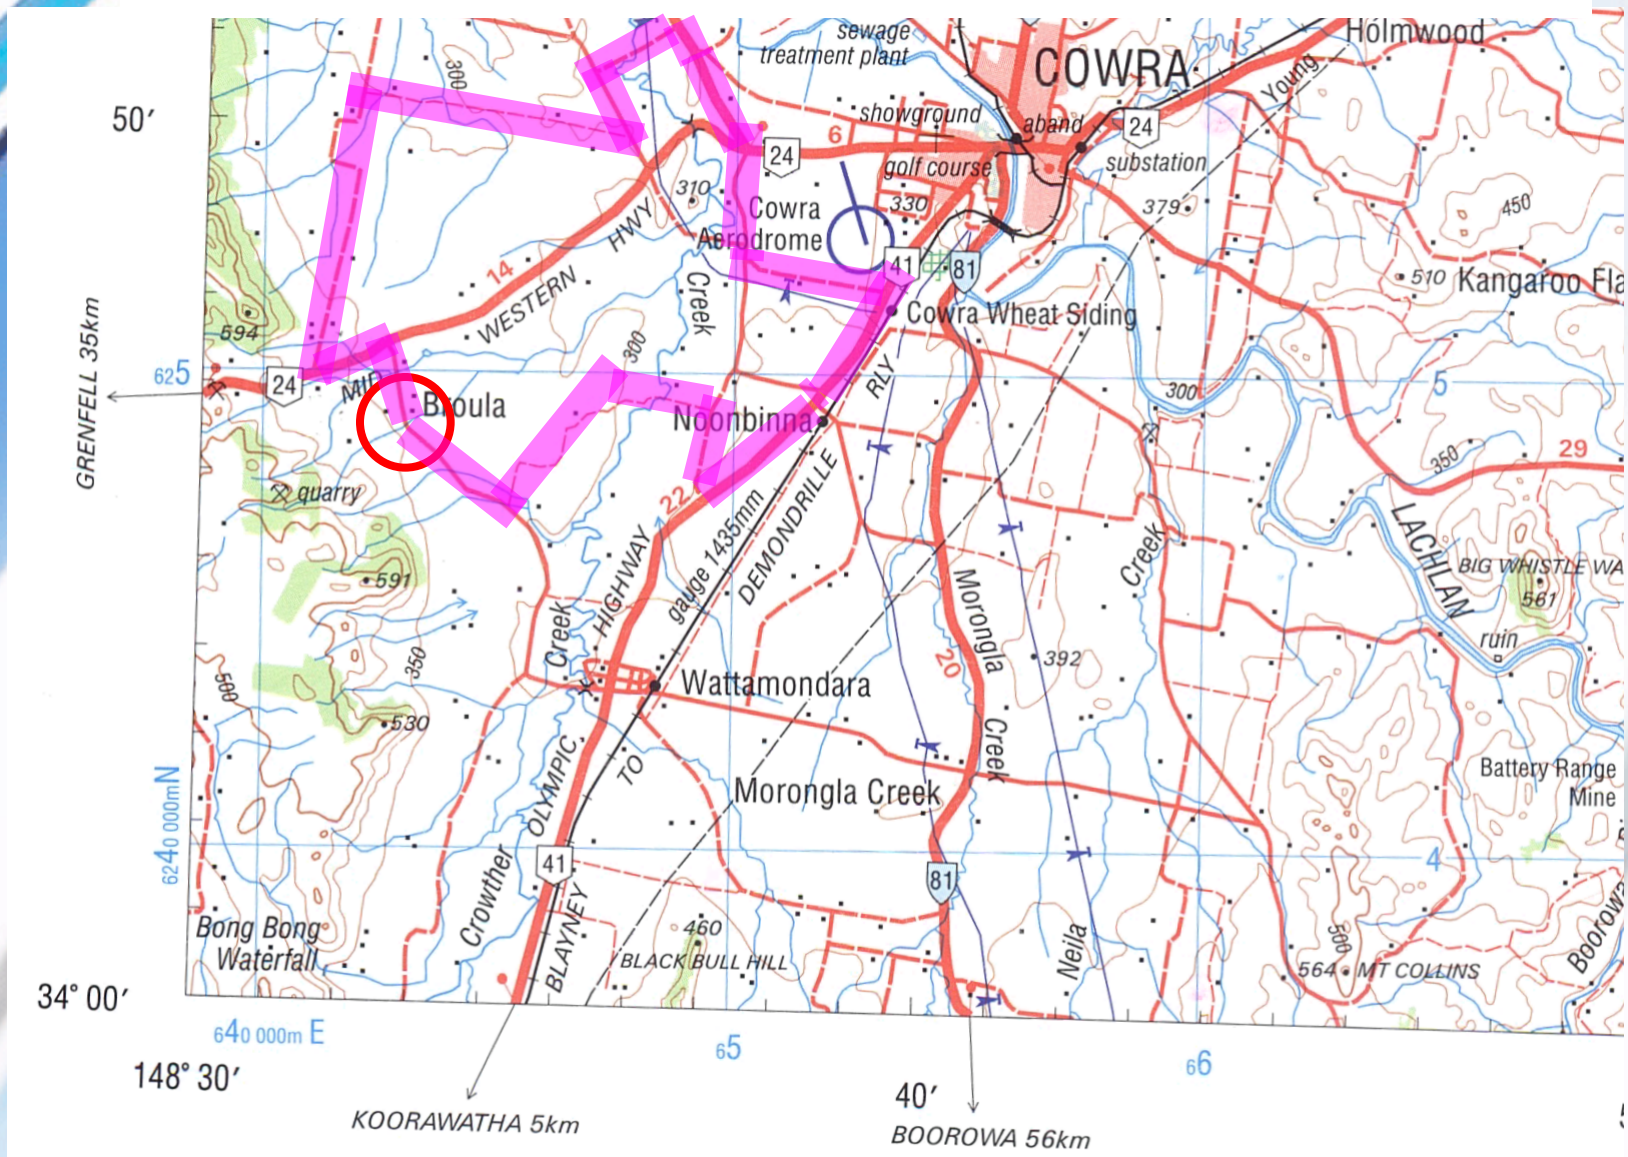 sewage
treatment plant
COWRA
Holmwood
50′
300
showground
aband
24
Young
6
24
golf course
substation
310
Cowra
Aerodrome
330
379
450
HWY
14
WESTERN
Creek
41
81
510
Kangaroo Fla
GRENFELL 35km
594
Cowra Wheat Siding
300
625
24
MID
Broula
RLY
300
5
Noonbinna
quarry
22
350
29
591
HIGHWAY
gauge 1435mm
DEMONDRILLE
Creek
LACHLAN
BIG WHISTLE WA
561
Morongla
Creek
350
500
392
20
ruin
Wattamondara
530
OLYMPIC
TO
Creek
Morongla Creek
Battery Range
Mine
6240 000mN
41
81
4
Crowther
BLAYNEY
Bong Bong
Waterfall
460
BLACK BULL HILL
Neila
500
564
MT COLLINS
Boorowa
34° 00′
640 000m E
65
66
148° 30′
40′
KOORAWATHA 5km
BOOROWA 56km